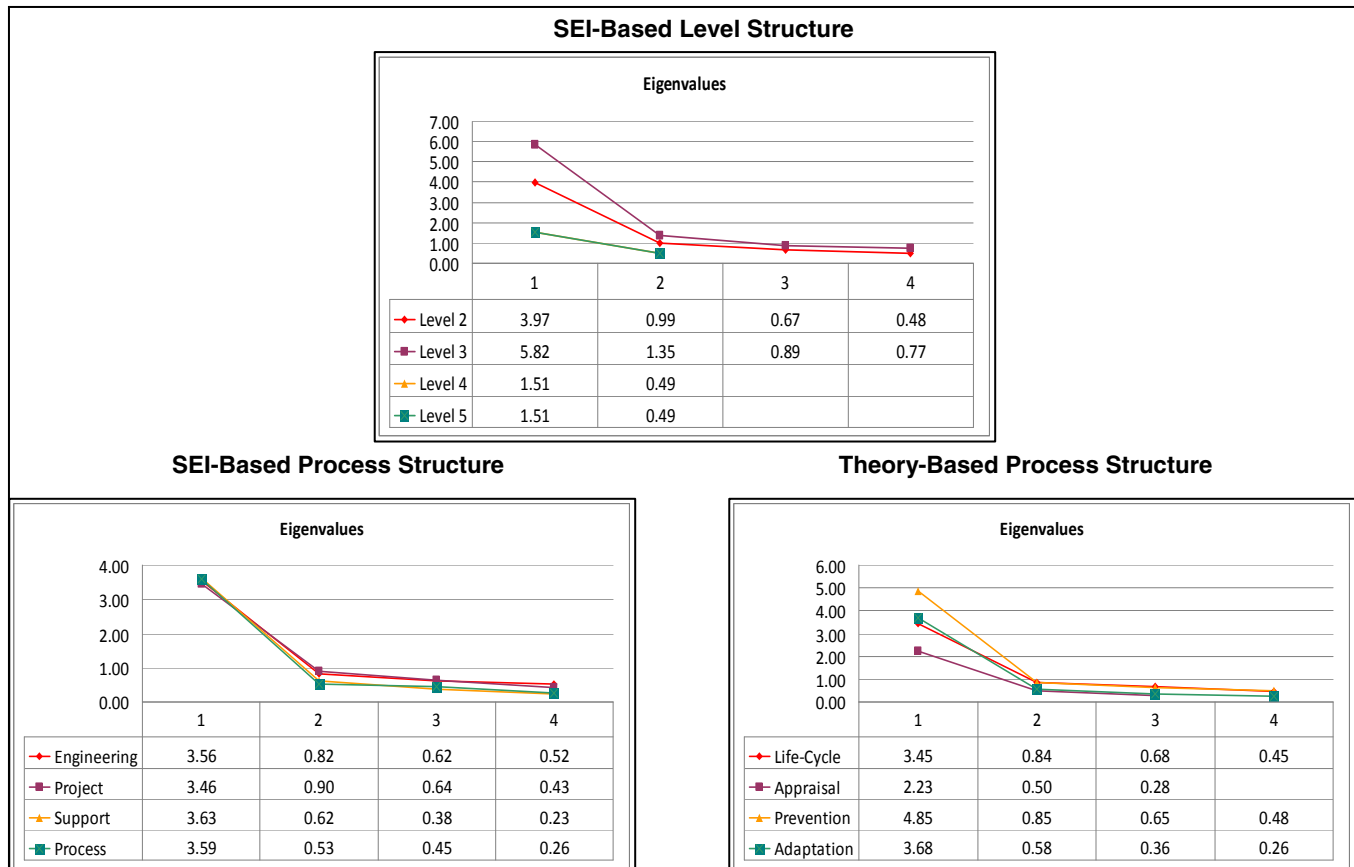 SEI-Based Level Structure
Eigenvalues
7.00
6.00
5.00
4.00
3.00
2.00
1.00
0.00
1 2 3 4
Level 2 3.97 0.99 0.67 0.48
Level 3 5.82 1.35 0.89 0.77
Level 4 1.51 0.49
Level 5 1.51 0.49
SEI-Based Process Structure
Eigenvalues
4.00
3.00
2.00
1.00
0.00
1 2 3 4
Engineering 3.56 0.82 0.62 0.52
Project 3.46 0.90 0.64 0.43
Support 3.63 0.62 0.38 0.23
Process 3.59 0.53 0.45 0.26
Theory-Based Process Structure
Eigenvalues
6.00
5.00
4.00
3.00
2.00
1.00
0.00
1 2 3 4
Life-Cycle 3.45 0.84 0.68 0.45
Appraisal 2.23 0.50 0.28
Prevention 4.85 0.85 0.65 0.48
Adaptation 3.68 0.58 0.36 0.26